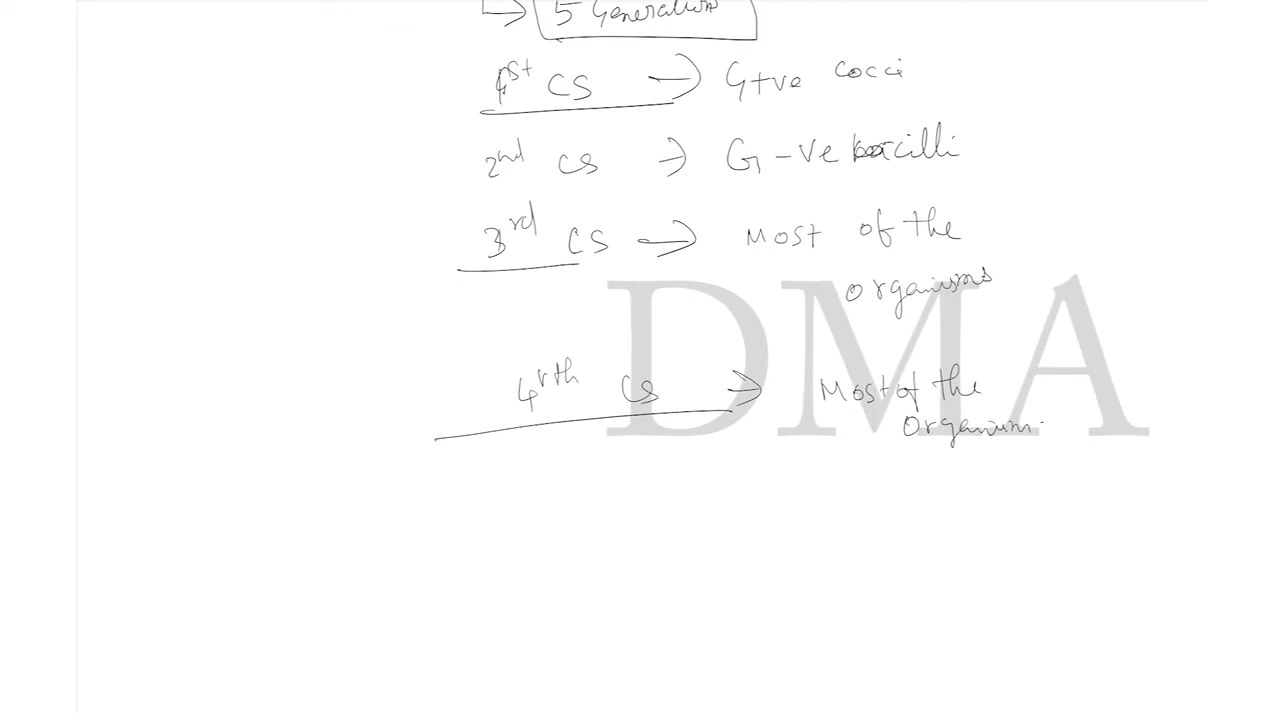 5 Generations
1st CS → G+ve cocci
2nd CS → G-ve bacilli
3rd CS → Most of the
organisms
4rth CS → Most of the
organism.
DMA